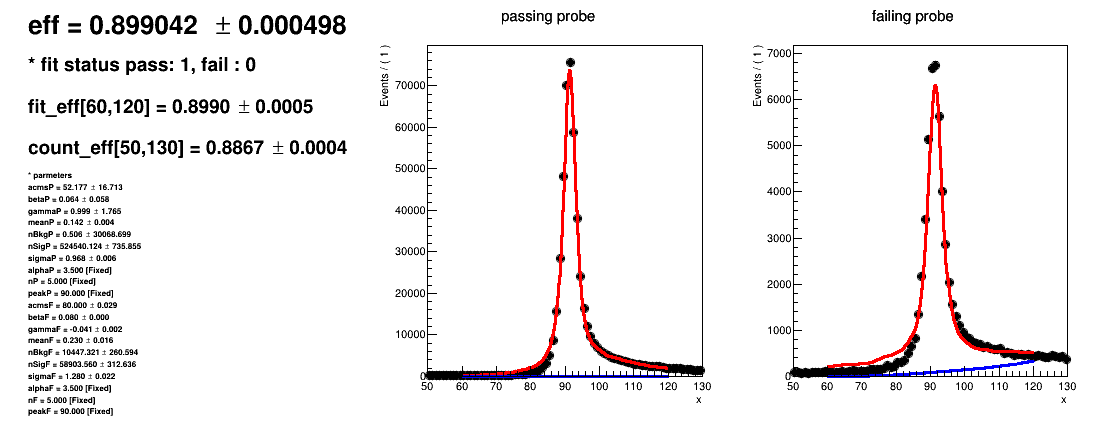 eff = 0.899042 ± 0.000498
* fit status pass: 1, fail : 0
fit_eff[60,120] = 0.8990 ± 0.0005
count_eff[50,130] = 0.8867 ± 0.0004
* parmeters
acmsP = 52.177 ± 16.713
betaP = 0.064 ± 0.058
gammaP = 0.999 ± 1.765
meanP = 0.142 ± 0.004
nBkgP = 0.506 ± 30068.699
nSigP = 524540.124 ± 735.855
sigmaP = 0.968 ± 0.006
alphaP = 3.500 [Fixed]
nP = 5.000 [Fixed]
peakP = 90.000 [Fixed]
acmsF = 80.000 ± 0.029
betaF = 0.080 ± 0.000
gammaF = -0.041 ± 0.002
meanF = 0.230 ± 0.016
nBkgF = 10447.321 ± 260.594
nSigF = 58903.560 ± 312.636
sigmaF = 1.280 ± 0.022
alphaF = 3.500 [Fixed]
nF = 5.000 [Fixed]
peakF = 90.000 [Fixed]
passing probe
Events / ( 1 )
70000
60000
50000
40000
30000
20000
10000
0
50 60 70 80 90 100 110 120 130
x
failing probe
Events / ( 1 )
7000
6000
5000
4000
3000
2000
1000
0
50 60 70 80 90 100 110 120 130
x